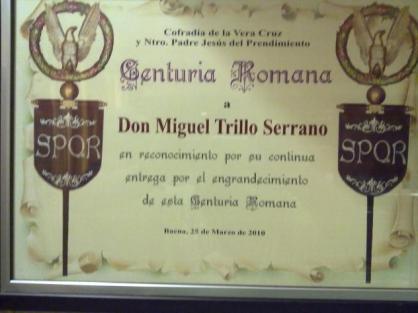 Cofradía de la Vera Cruz
y Ntro. Padre Jesús del Prendimiento
Centuria Romana
a
Don Miguel Trillo Serrano
en reconocimiento por su continua
entrega por el engrandecimiento
de esta Centuria Romana
Baena, 25 de Marzo de 2010
SPQR
SPQR